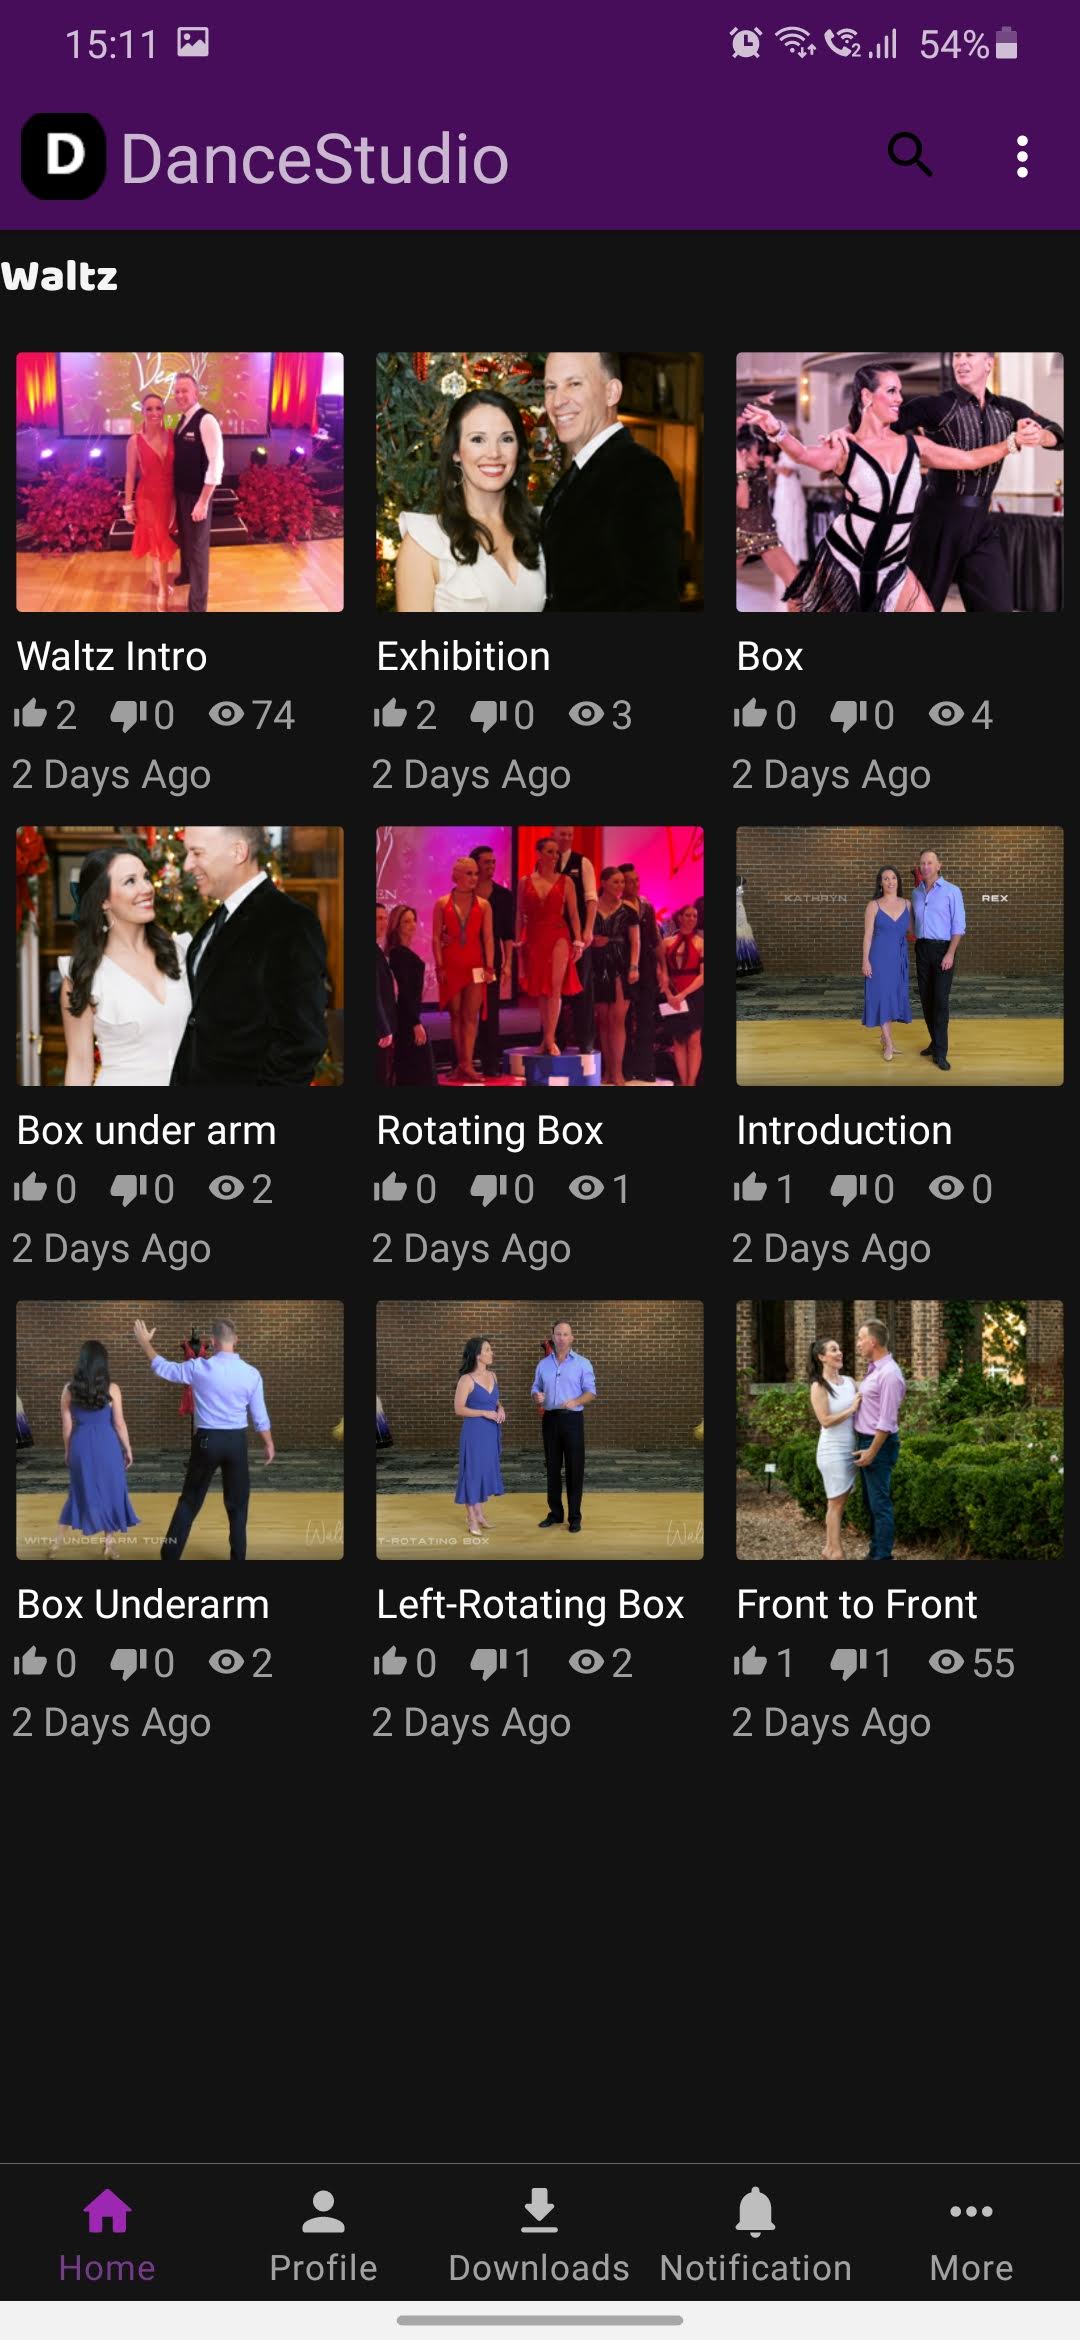 15:11 54%
D DanceStudio
Waltz
Waltz Intro Exhibition Box
2 0 74 2 0 3 0 0 4
2 Days Ago 2 Days Ago 2 Days Ago
EN
KATHRYN REX
Box under arm Rotating Box Introduction
0 0 2 0 0 1 1 0 0
2 Days Ago 2 Days Ago 2 Days Ago
WITH UNDERARM TURN T-ROTATING BOX
Box Underarm Left-Rotating Box Front to Front
0 0 2 0 1 2 1 1 55
2 Days Ago 2 Days Ago 2 Days Ago
Home Profile Downloads Notification More